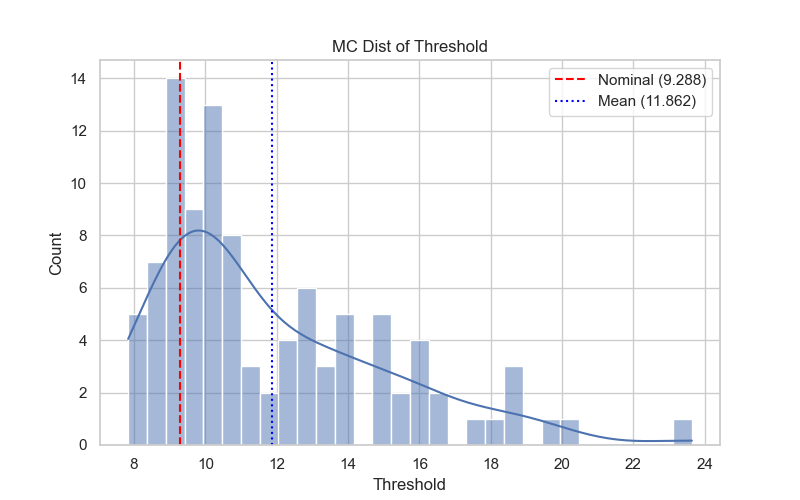 MC Dist of Threshold
Nominal (9.288)
Mean (11.862)
Count
14
12
10
8
6
4
2
0
8 10 12 14 16 18 20 22 24
Threshold